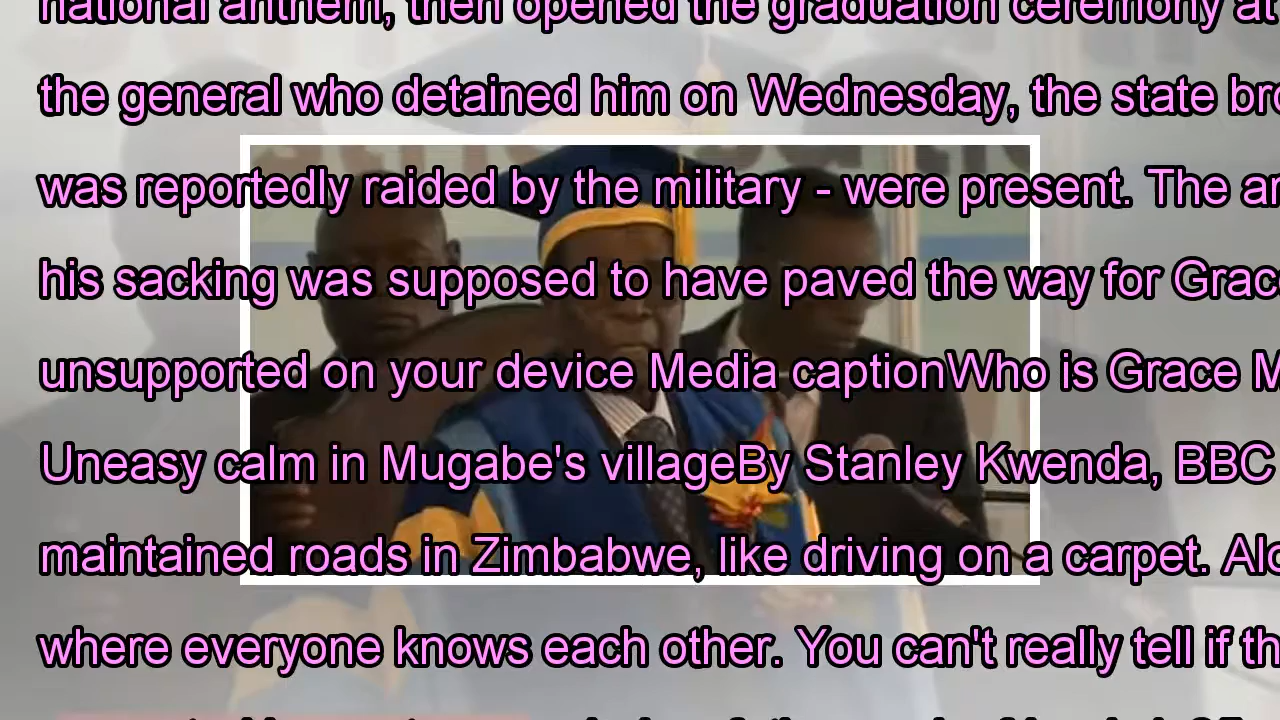 national anthem, then opened the graduation ceremony at
the general who detained him on Wednesday, the state bro
was reportedly raided by the military - were present. The ar
his sacking was supposed to have paved the way for Grac
unsupported on your device Media captionWho is Grace M
Uneasy calm in Mugabe's villageBy Stanley Kwenda, BBC
maintained roads in Zimbabwe, like driving on a carpet. Alo
where everyone knows each other. You can't really tell if th